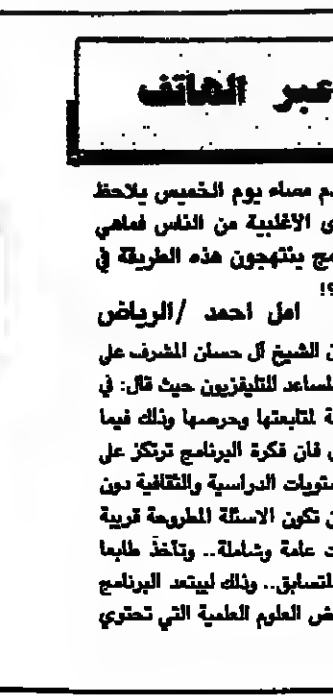 عبر الهاتف
م مساء يوم الخميس يلاحظ
ى الأغلبية من الناس فماهي
مج ينتهجون هذه الطريقة في
؟!
امل احمد /الرياض
ن الشيخ آل حسان المشرف على
لمساعد للتليفزيون حيث قال: في
ة لمتابعتها وحرصها وذلك فيما
فان فكرة البرنامج ترتكز على
ستويات الدراسية والثقافية دون
ن تكون الاسئلة المطروحة قريبة
ت عامة وشاملة.. وتأخذ طابعا
لتسابق.. وذلك ليبتعد البرنامج
ض العلوم العلمية التي تحتوي